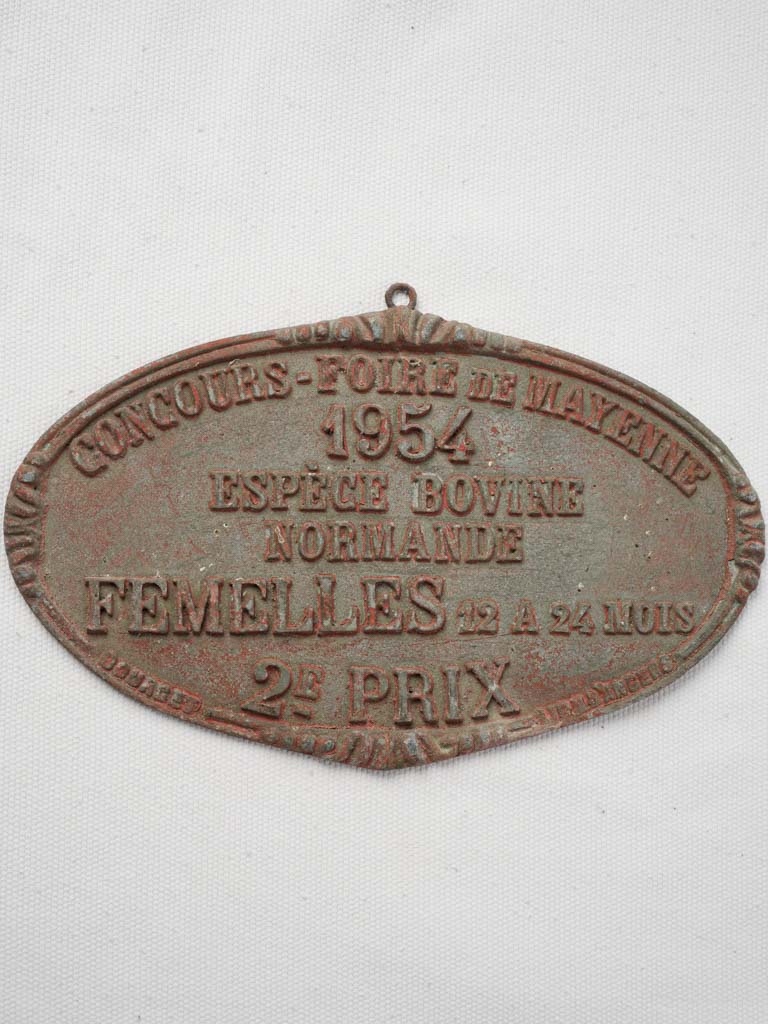 CONCOURS-FOIRE DE MAYENNE
1954
ESPÈCE BOVINE
NORMANDE
FEMELLES 12 A 24 MOIS
2E PRIX